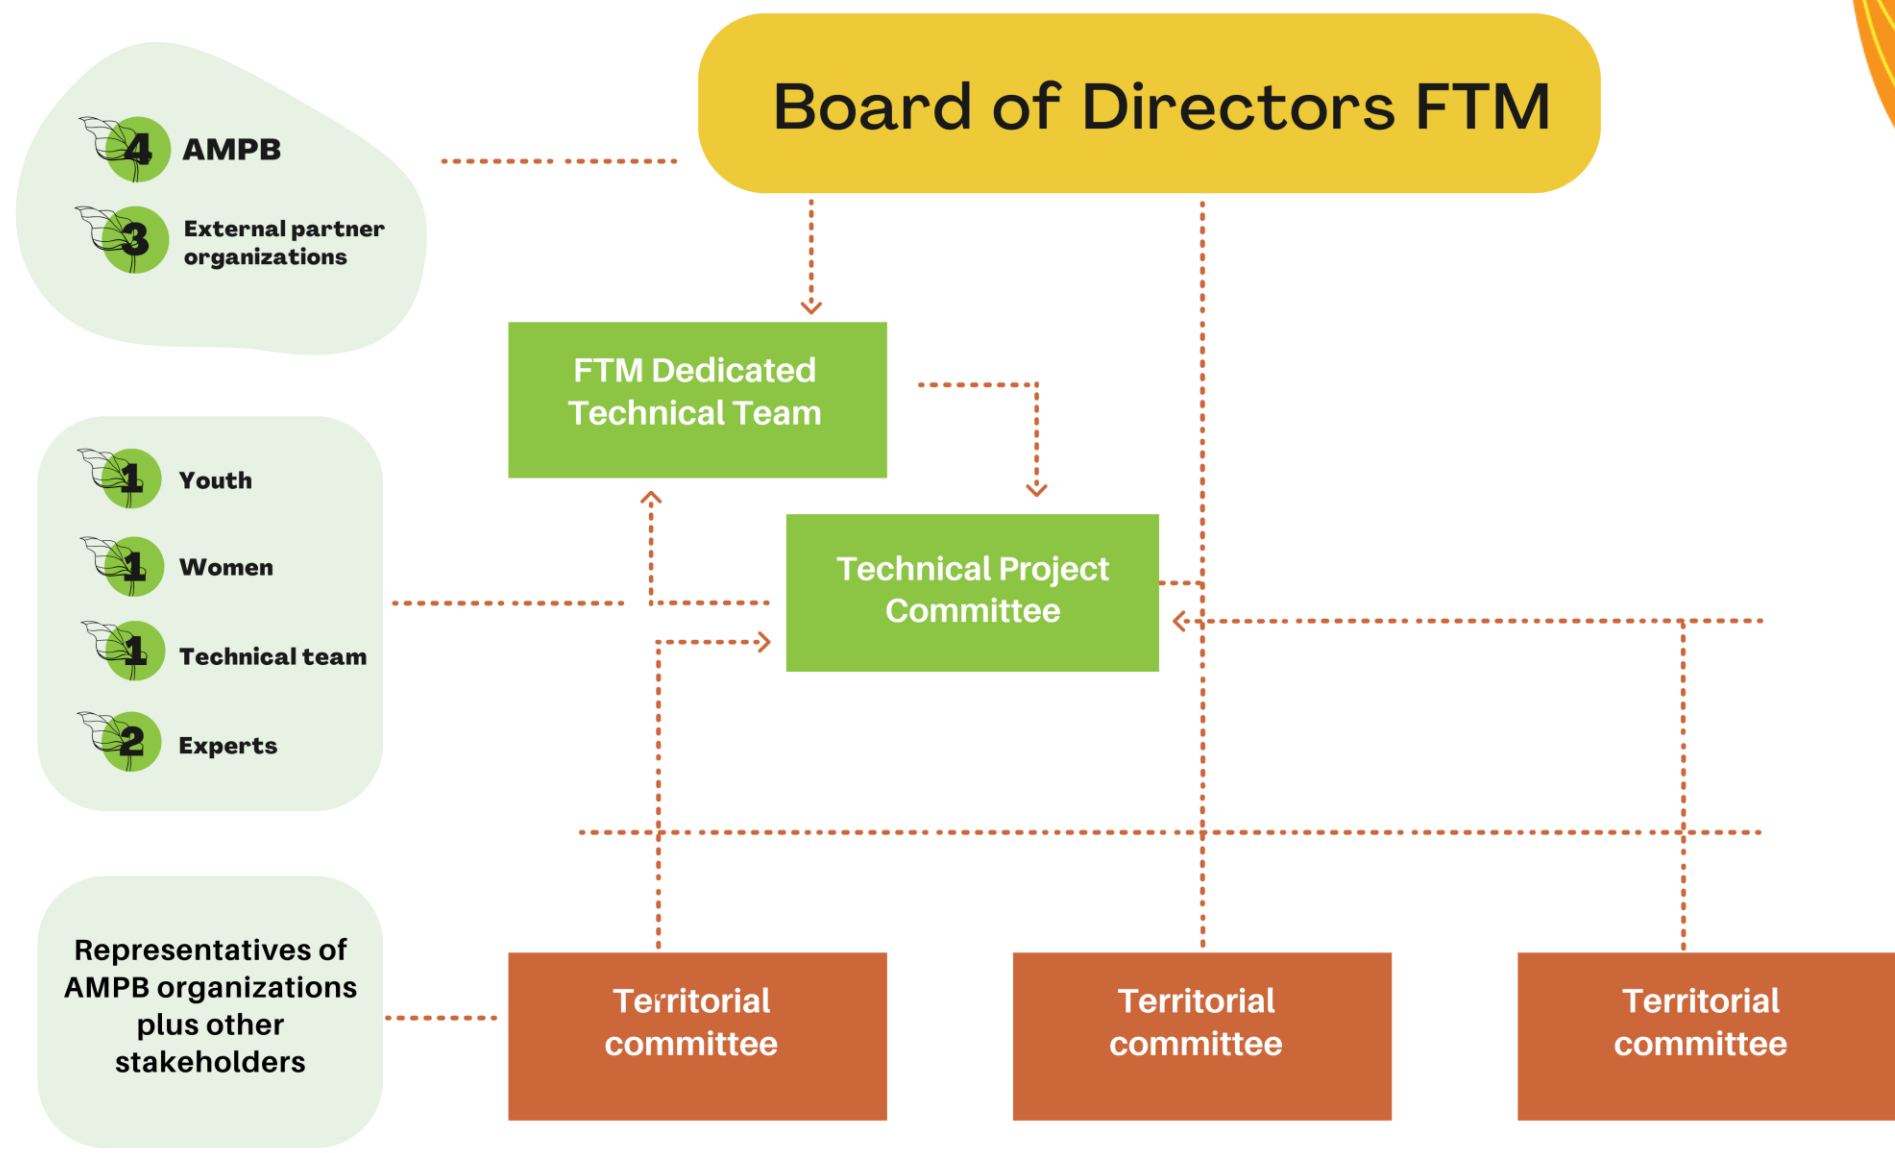 Board of Directors FTM
4 AMPB
3 External partner
organizations
FTM Dedicated
Technical Team
1 Youth
1 Women
1 Technical team
2 Experts
Technical Project
Committee
Representatives of
AMPB organizations
plus other
stakeholders
Territorial
committee
Territorial
committee
Territorial
committee